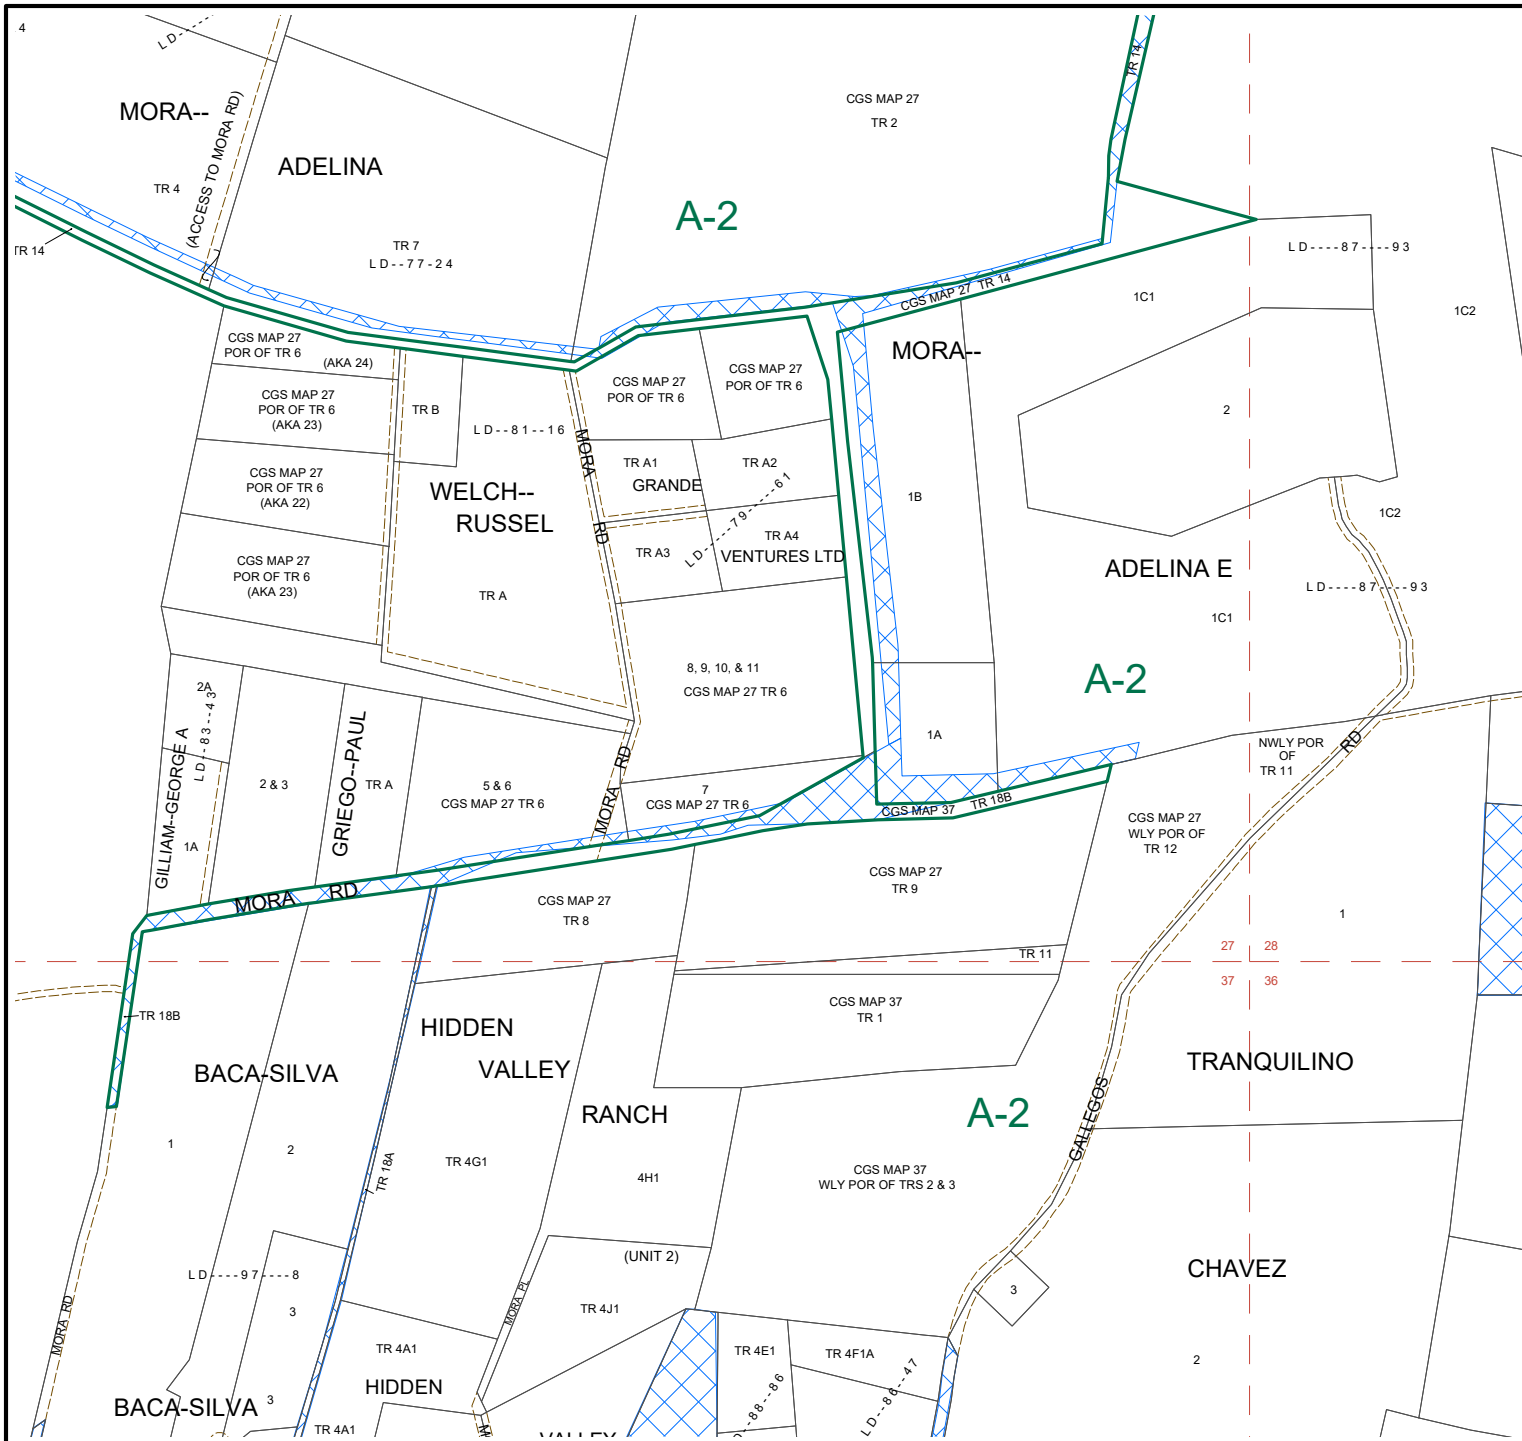 4
LD----
MORA--
(ACCESS TO MORA RD)
ADELINA
CGS MAP 27
TR 2
TR 14
TR 4
A-2
TR 14
TR 7
LD--77-24
LD----87----93
1C1
1C2
CGS MAP 27 TR 14
CGS MAP 27
POR OF TR 6
(AKA 24)
MORA--
CGS MAP 27
POR OF TR 6
CGS MAP 27
POR OF TR 6
CGS MAP 27
POR OF TR 6
(AKA 23)
TR B
LD--81--16
2
MORA
RD
TR A1
TR A2
GRANDE
CGS MAP 27
POR OF TR 6
(AKA 22)
WELCH--
RUSSEL
1B
1C2
LD----79----61
TR A3
TR A4
VENTURES LTD
CGS MAP 27
POR OF TR 6
(AKA 23)
ADELINA E
LD----87----93
TR A
1C1
8, 9, 10, & 11
CGS MAP 27 TR 6
A-2
2A
LD--83--43
GILLIAM--GEORGE A
1A
NWLY POR
OF
TR 11
RD
2 & 3
GRIEGO--PAUL
TR A
5 & 6
CGS MAP 27 TR 6
MORA RD
7
CGS MAP 27 TR 6
CGS MAP 37
TR 18B
CGS MAP 27
WLY POR OF
TR 12
1A
CGS MAP 27
TR 9
MORA RD
CGS MAP 27
TR 8
1
27
28
TR 11
37
36
TR 18B
CGS MAP 37
TR 1
HIDDEN
VALLEY
BACA-SILVA
TRANQUILINO
RANCH
A-2
GALLEGOS
1
2
TR 18A
TR 4G1
4H1
CGS MAP 37
WLY POR OF TRS 2 & 3
(UNIT 2)
LD----97----8
CHAVEZ
3
3
MORA RD
MORA PL
TR 4J1
TR 4A1
TR 4E1
TR 4F1A
2
HIDDEN
BACA-SILVA
3
--88--86
LD--86--47
TR 4A1
VALLEY